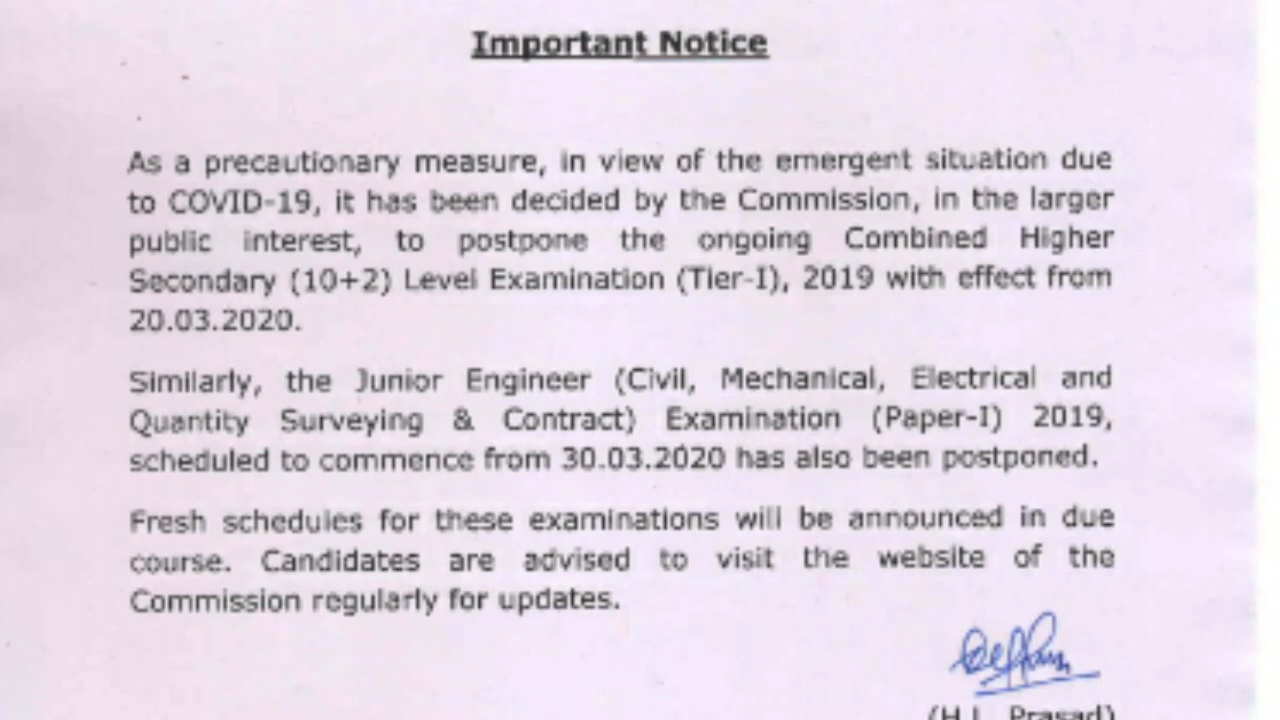 Important Notice
As a precautionary measure, in view of the emergent situation due
to COVID-19, it has been decided by the Commission, in the larger
public interest, to postpone the ongoing Combined Higher
Secondary (10+2) Level Examination (Tier-I), 2019 with effect from
20.03.2020.
Similarly, the Junior Engineer (Civil, Mechanical, Electrical and
Quantity Surveying & Contract) Examination (Paper-I) 2019,
scheduled to commence from 30.03.2020 has also been postponed.
Fresh schedules for these examinations will be announced in due
course. Candidates are advised to visit the website of the
Commission regularly for updates.
(H.L. Prasad)